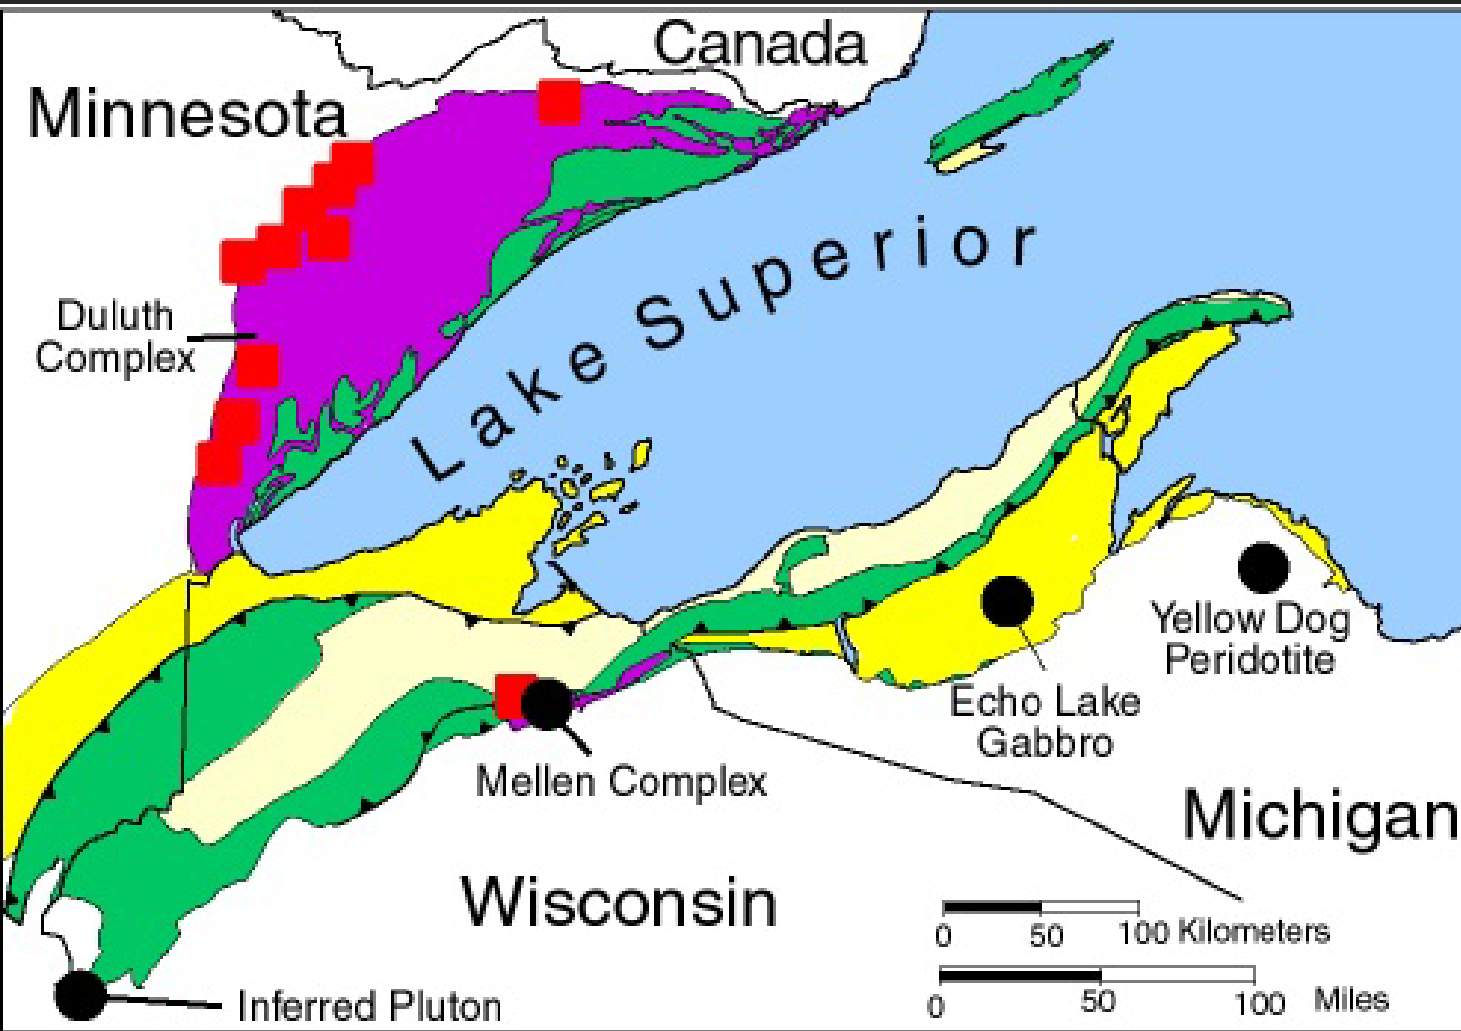 Canada
Minnesota
Lake Superior
Duluth
Complex
Yellow Dog
Peridotite
Echo Lake
Gabbro
Mellen Complex
Michigan
Wisconsin
0 50 100 Kilometers
0 50 100 Miles
Inferred Pluton